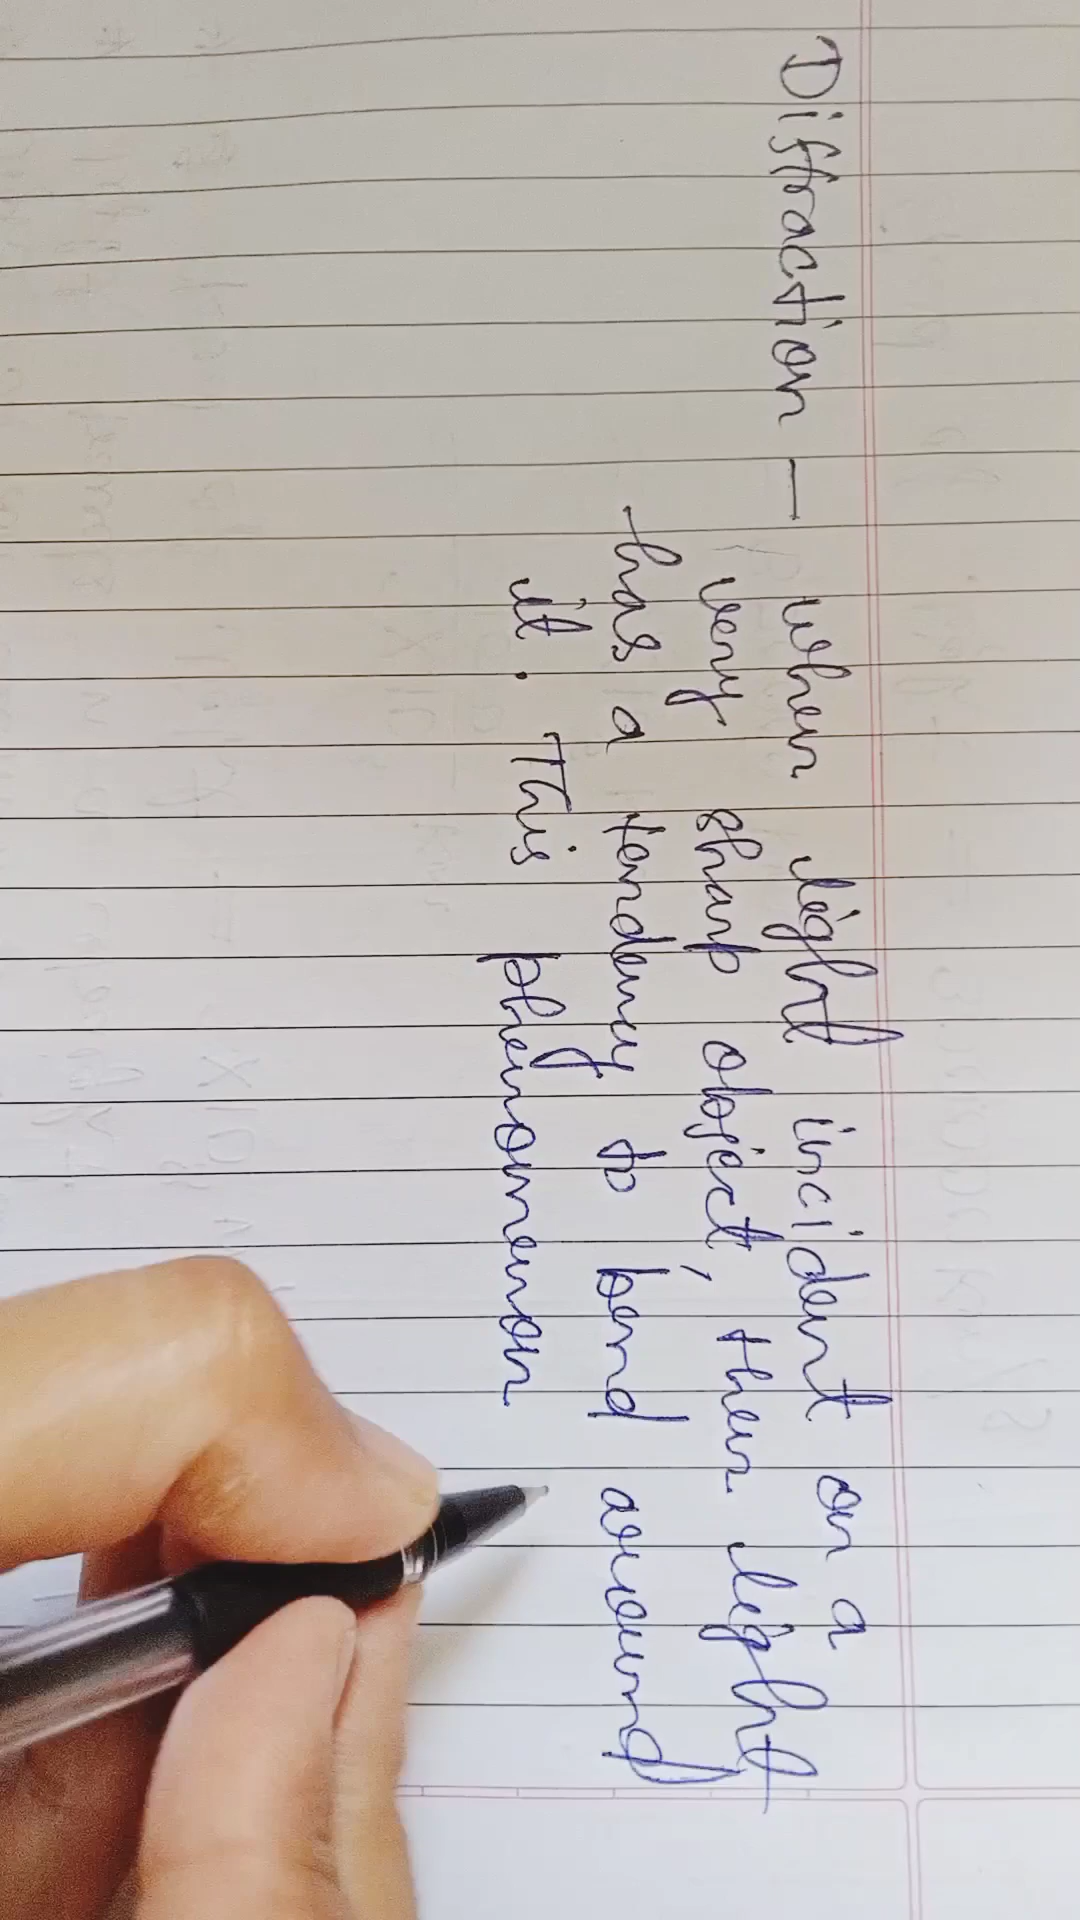 Diffraction - when light incident on a
very sharp object, then light
has a tendency to bend around
it. This phenomenon